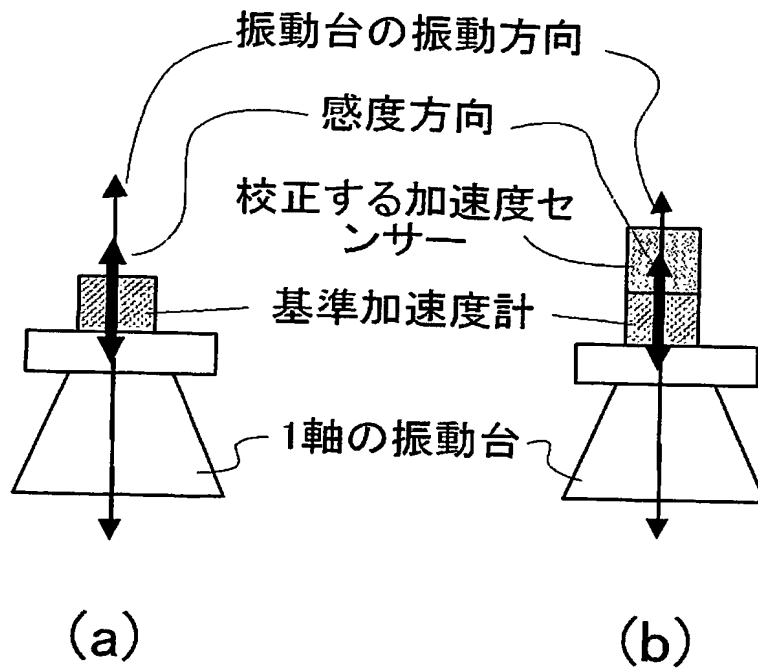 振動台の振動方向
感度方向
校正する加速度セ
ンサー
基準加速度計
1軸の振動台
(a)
(b)